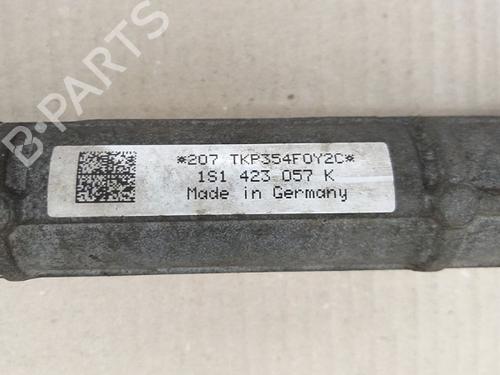 B-PARTS
*207 TKP354F0Y2C*
1S1 423 057 K
Made in Germany